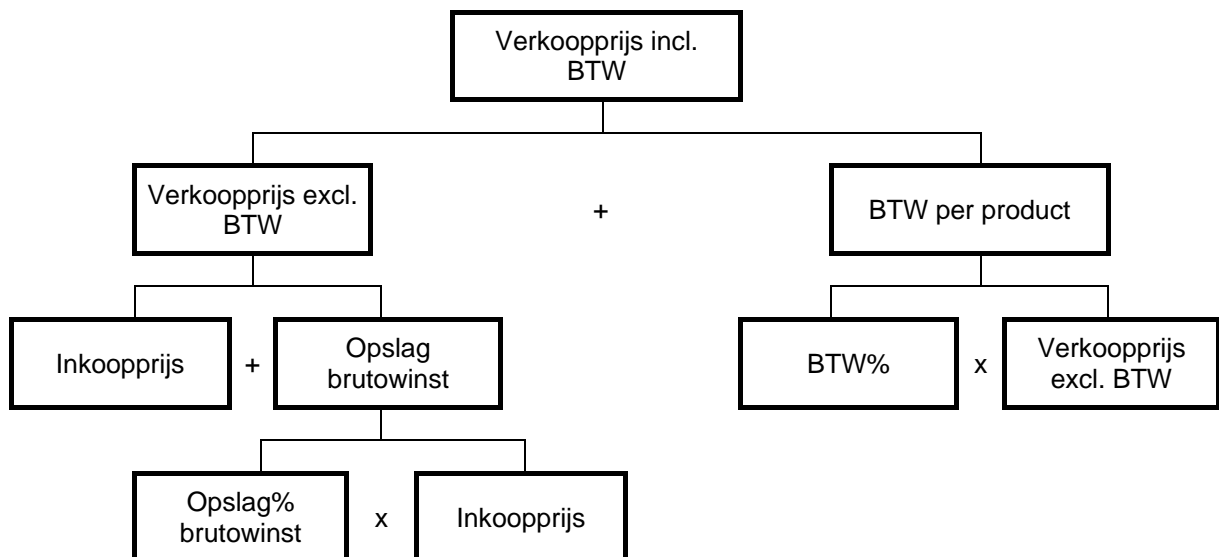 Verkoopprijs incl.
BTW
Verkoopprijs excl.
BTW
+
BTW per product
Inkoopprijs
+
Opslag
brutowinst
BTW%
x
Verkoopprijs
excl. BTW
Opslag%
brutowinst
x
Inkoopprijs